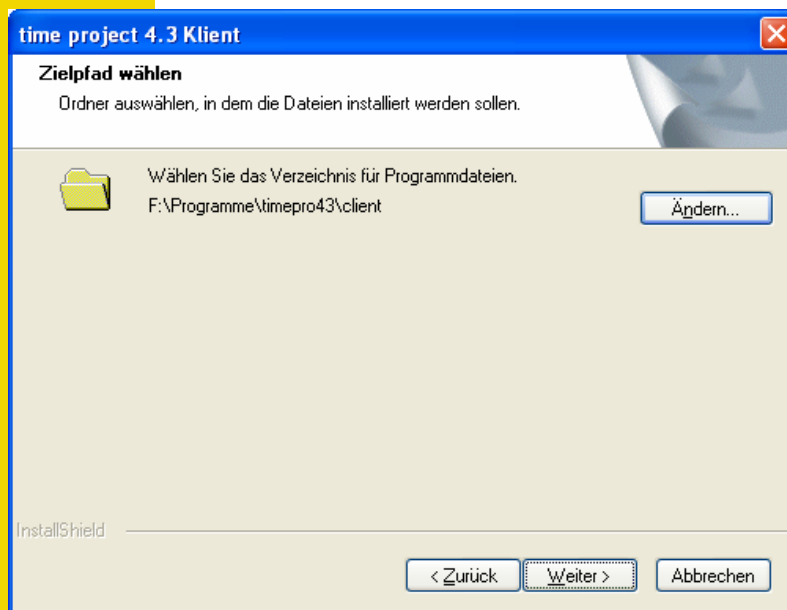 time project 4.3 Klient
Zielpfad wählen
Ordner auswählen, in dem die Dateien installiert werden sollen.
Wählen Sie das Verzeichnis für Programmdateien.
F:\Programme\timepro43\client
Ändern...
InstallShield
< Zurück
Weiter >
Abbrechen